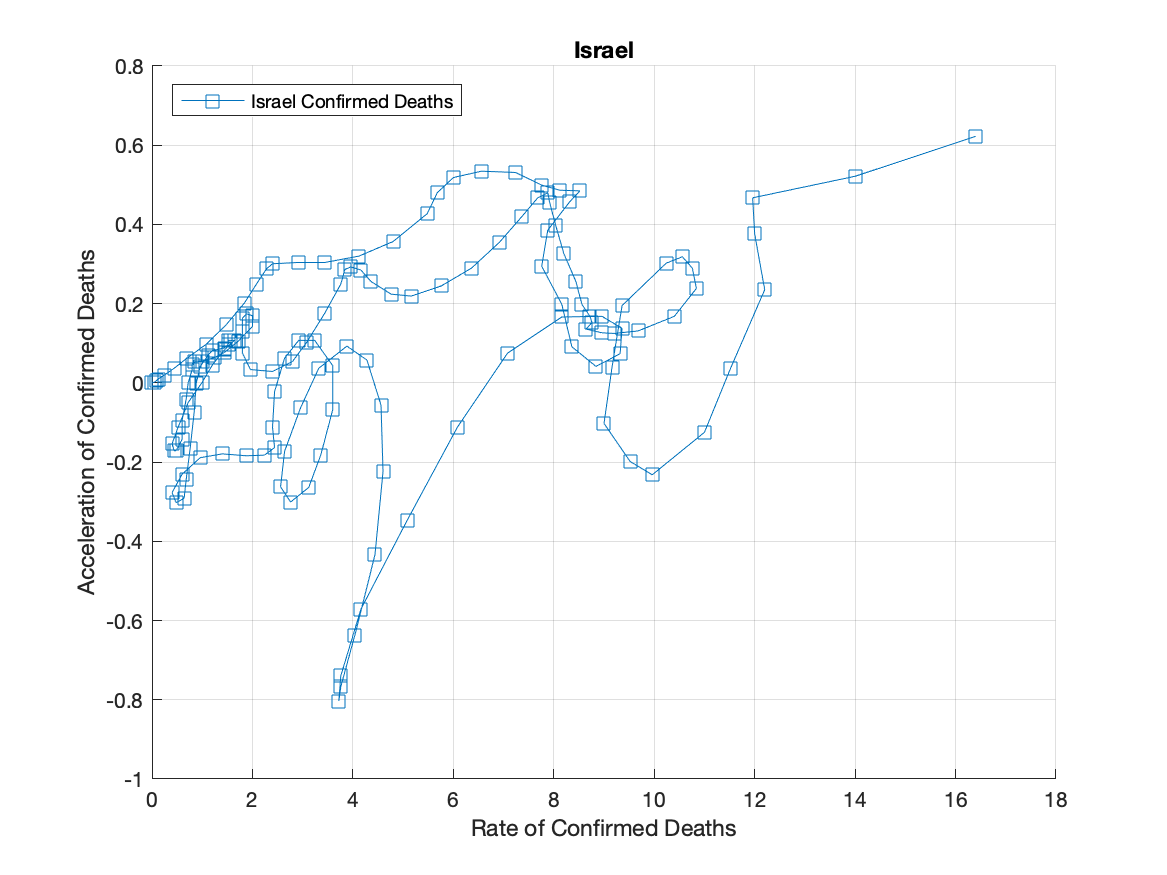 Israel
Israel Confirmed Deaths
Acceleration of Confirmed Deaths
0.8
0.6
0.4
0.2
0
-0.2
-0.4
-0.6
-0.8
-1
0 2 4 6 8 10 12 14 16 18
Rate of Confirmed Deaths